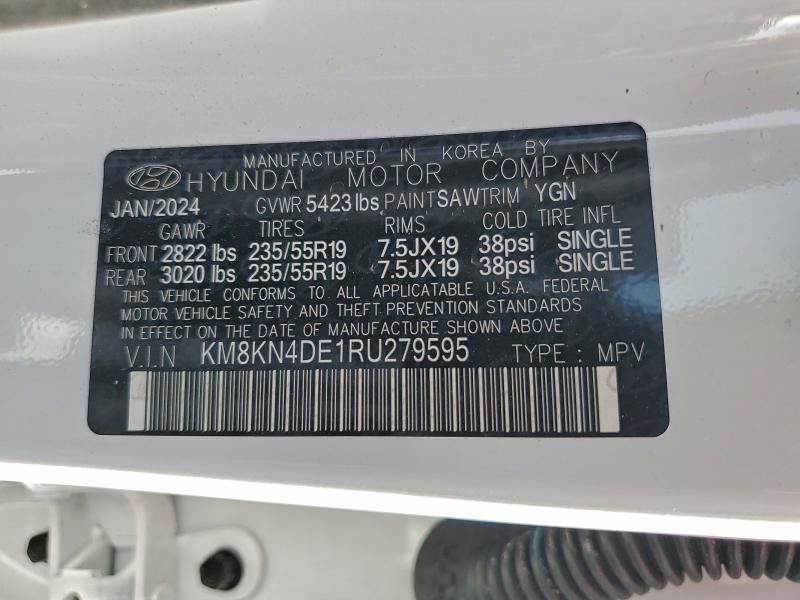 MANUFACTURED IN KOREA BY
HYUNDAI MOTOR COMPANY
JAN/2024 GVWR 5423 lbs PAINT SAW TRIM YGN
GAWR TIRES RIMS COLD TIRE INFL
FRONT 2822 lbs 235/55R19 7.5JX19 38psi SINGLE
REAR 3020 lbs 235/55R19 7.5JX19 38psi SINGLE
THIS VEHICLE CONFORMS TO ALL APPLICATABLE U.S.A. FEDERAL
MOTOR VEHICLE SAFETY AND THEFT PREVENTION STANDARDS
IN EFFECT ON THE DATE OF MANUFACTURE SHOWN ABOVE
V.I.N KM8KN4DE1RU279595 TYPE : MPV